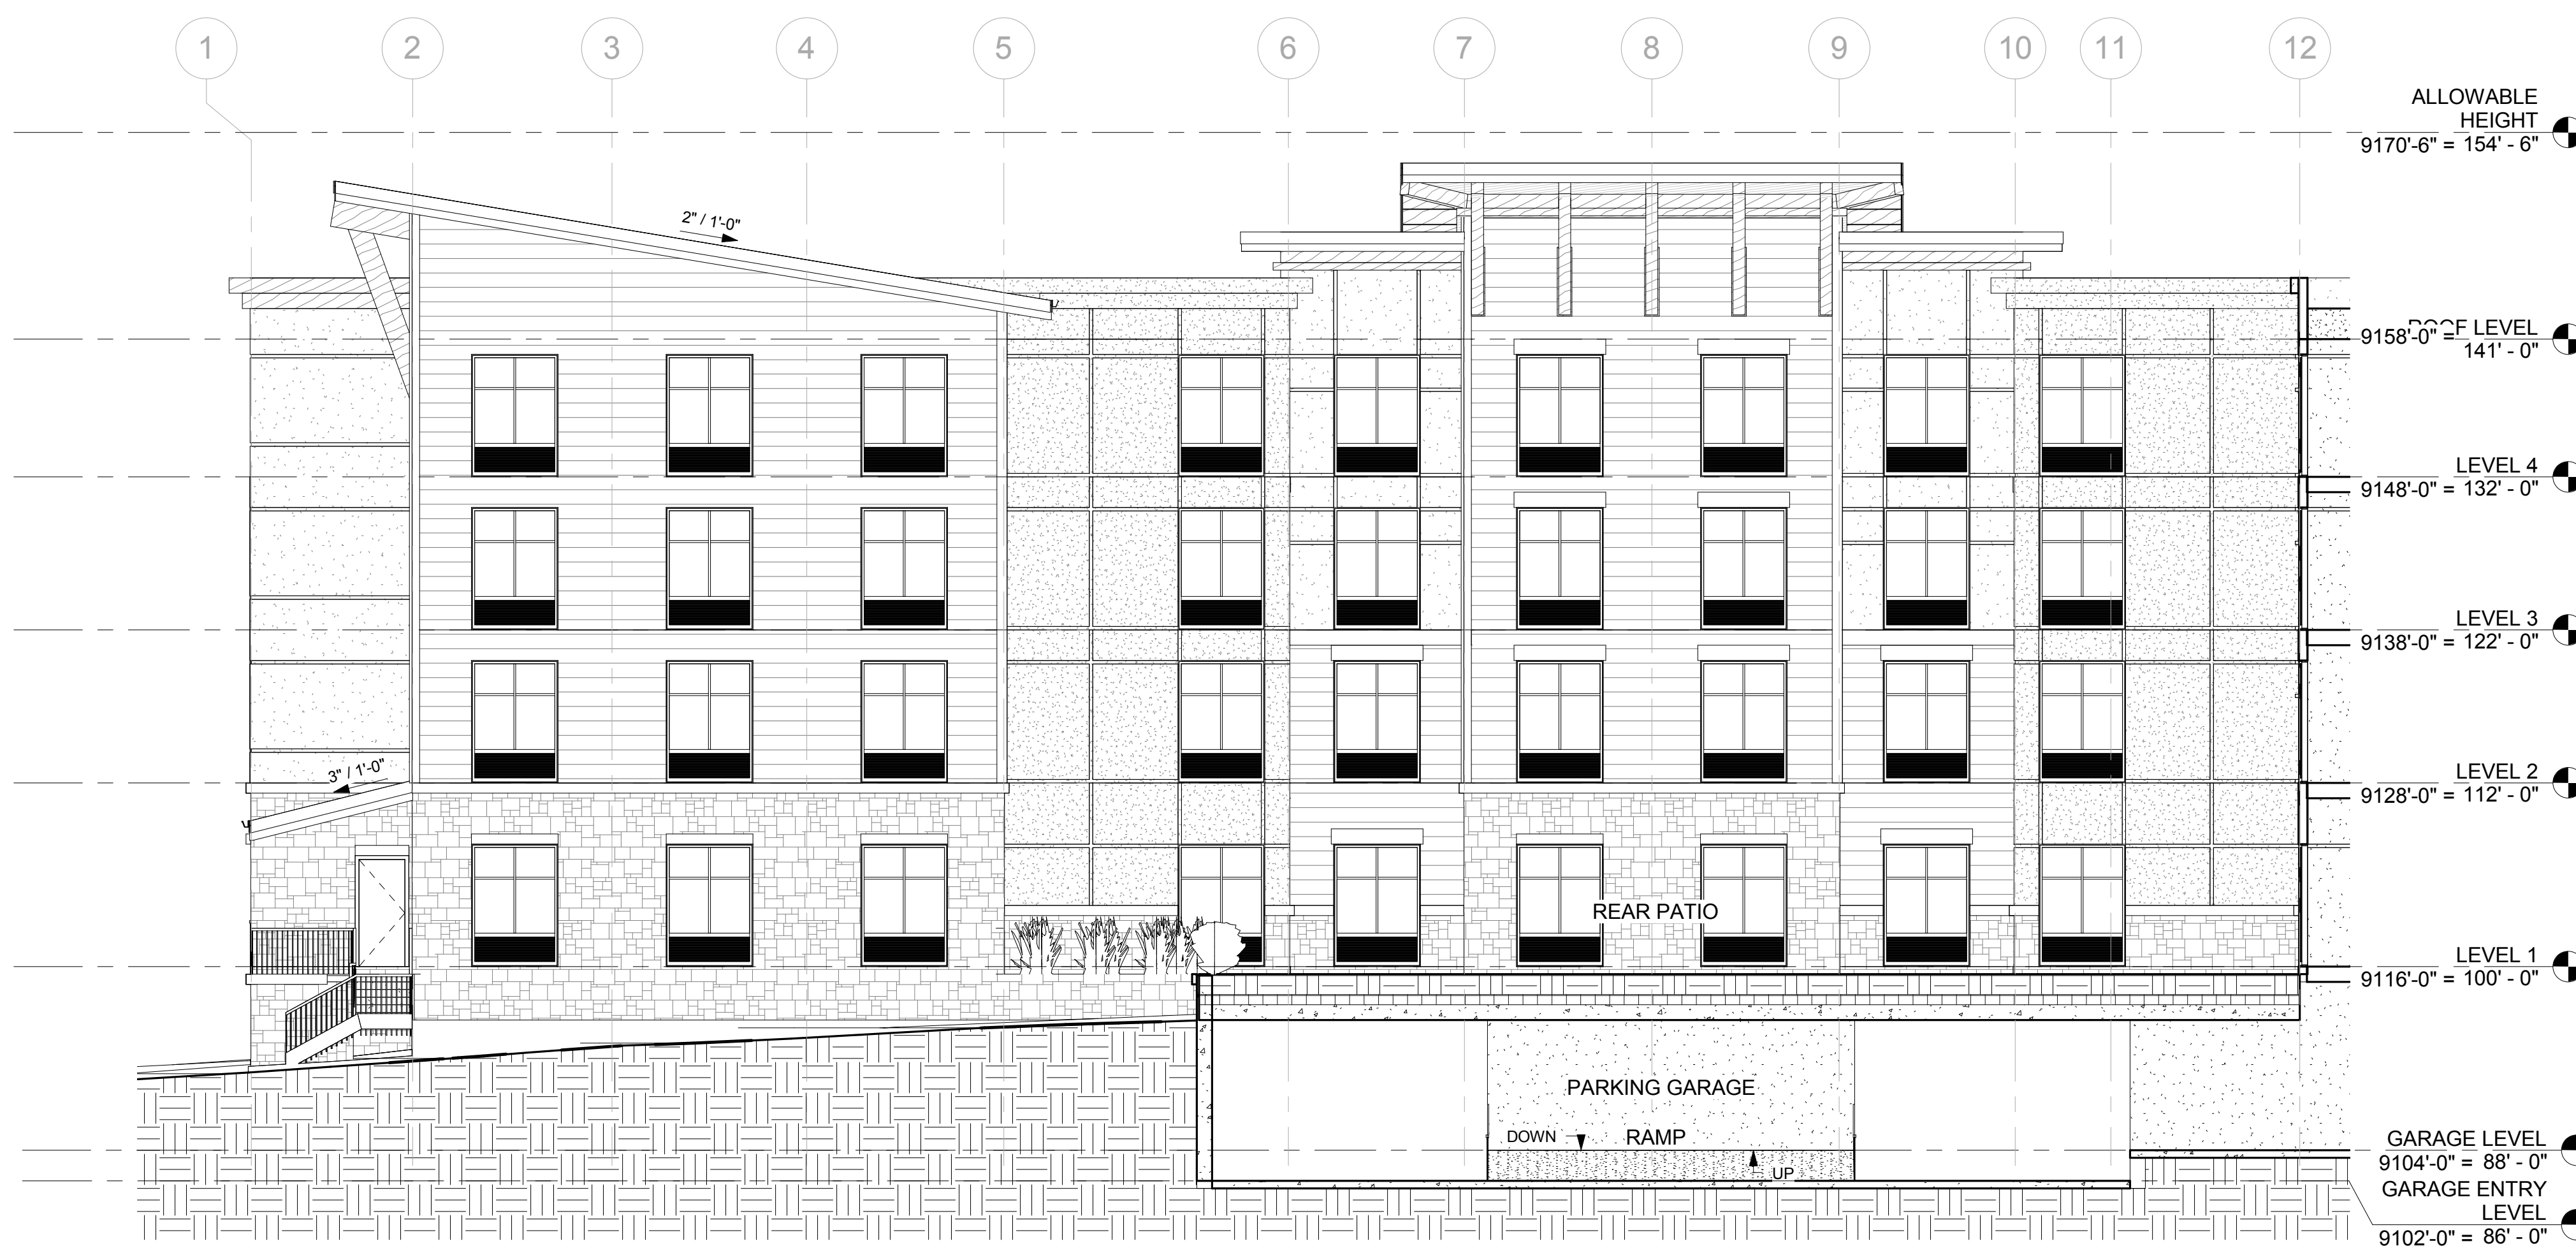 1 2 3 4 5 6 7 8 9 10 11 12
ALLOWABLE
HEIGHT
9170'-6" = 154' - 6"
2" / 1'-0"
ROOF LEVEL
9158'-0" =
141' - 0"
LEVEL 4
9148'-0" = 132' - 0"
LEVEL 3
9138'-0" = 122' - 0"
3" / 1'-0"
LEVEL 2
9128'-0" = 112' - 0"
REAR PATIO
LEVEL 1
9116'-0" = 100' - 0"
PARKING GARAGE
DOWN RAMP
UP
GARAGE LEVEL
9104'-0" = 88' - 0"
GARAGE ENTRY
LEVEL
9102'-0" = 86' - 0"